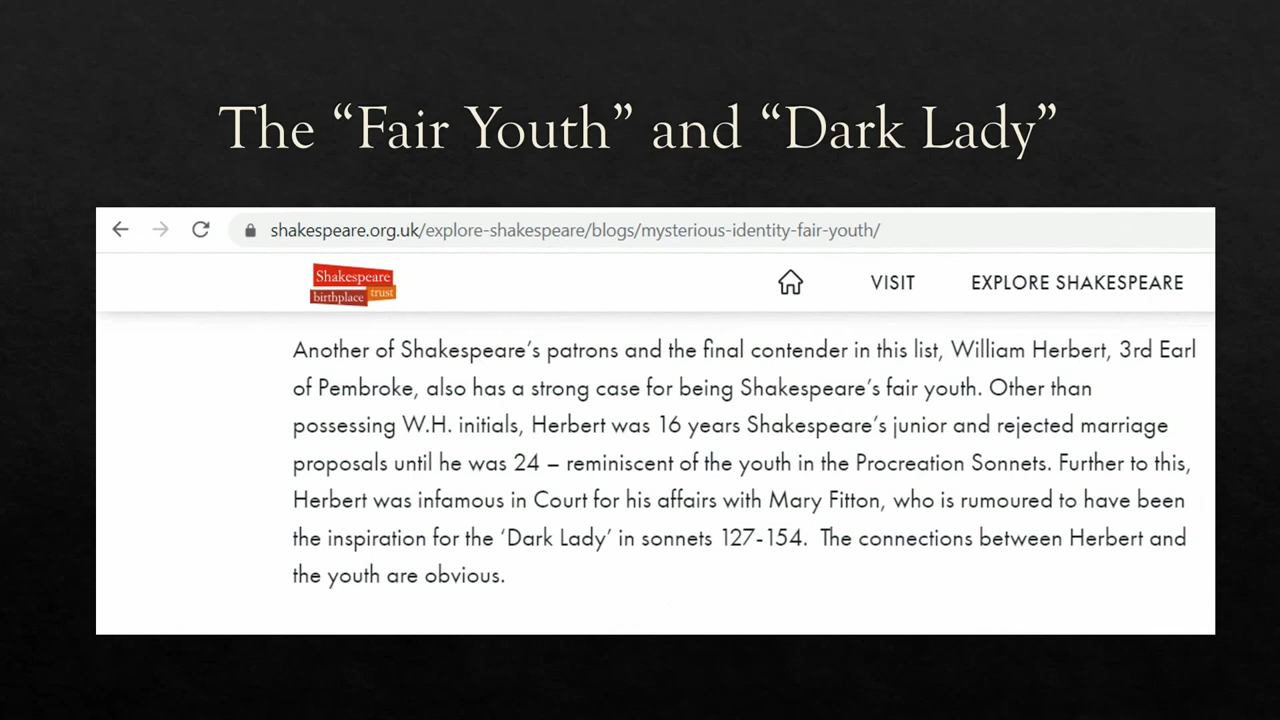 The “Fair Youth” and “Dark Lady”
shakespeare.org.uk/explore-shakespeare/blogs/mysterious-identity-fair-youth/
Shakespeare
birthplace trust
VISIT
EXPLORE SHAKESPEARE
Another of Shakespeare’s patrons and the final contender in this list, William Herbert, 3rd Earl
of Pembroke, also has a strong case for being Shakespeare’s fair youth. Other than
possessing W.H. initials, Herbert was 16 years Shakespeare’s junior and rejected marriage
proposals until he was 24 – reminiscent of the youth in the Procreation Sonnets. Further to this,
Herbert was infamous in Court for his affairs with Mary Fitton, who is rumoured to have been
the inspiration for the ‘Dark Lady’ in sonnets 127-154. The connections between Herbert and
the youth are obvious.